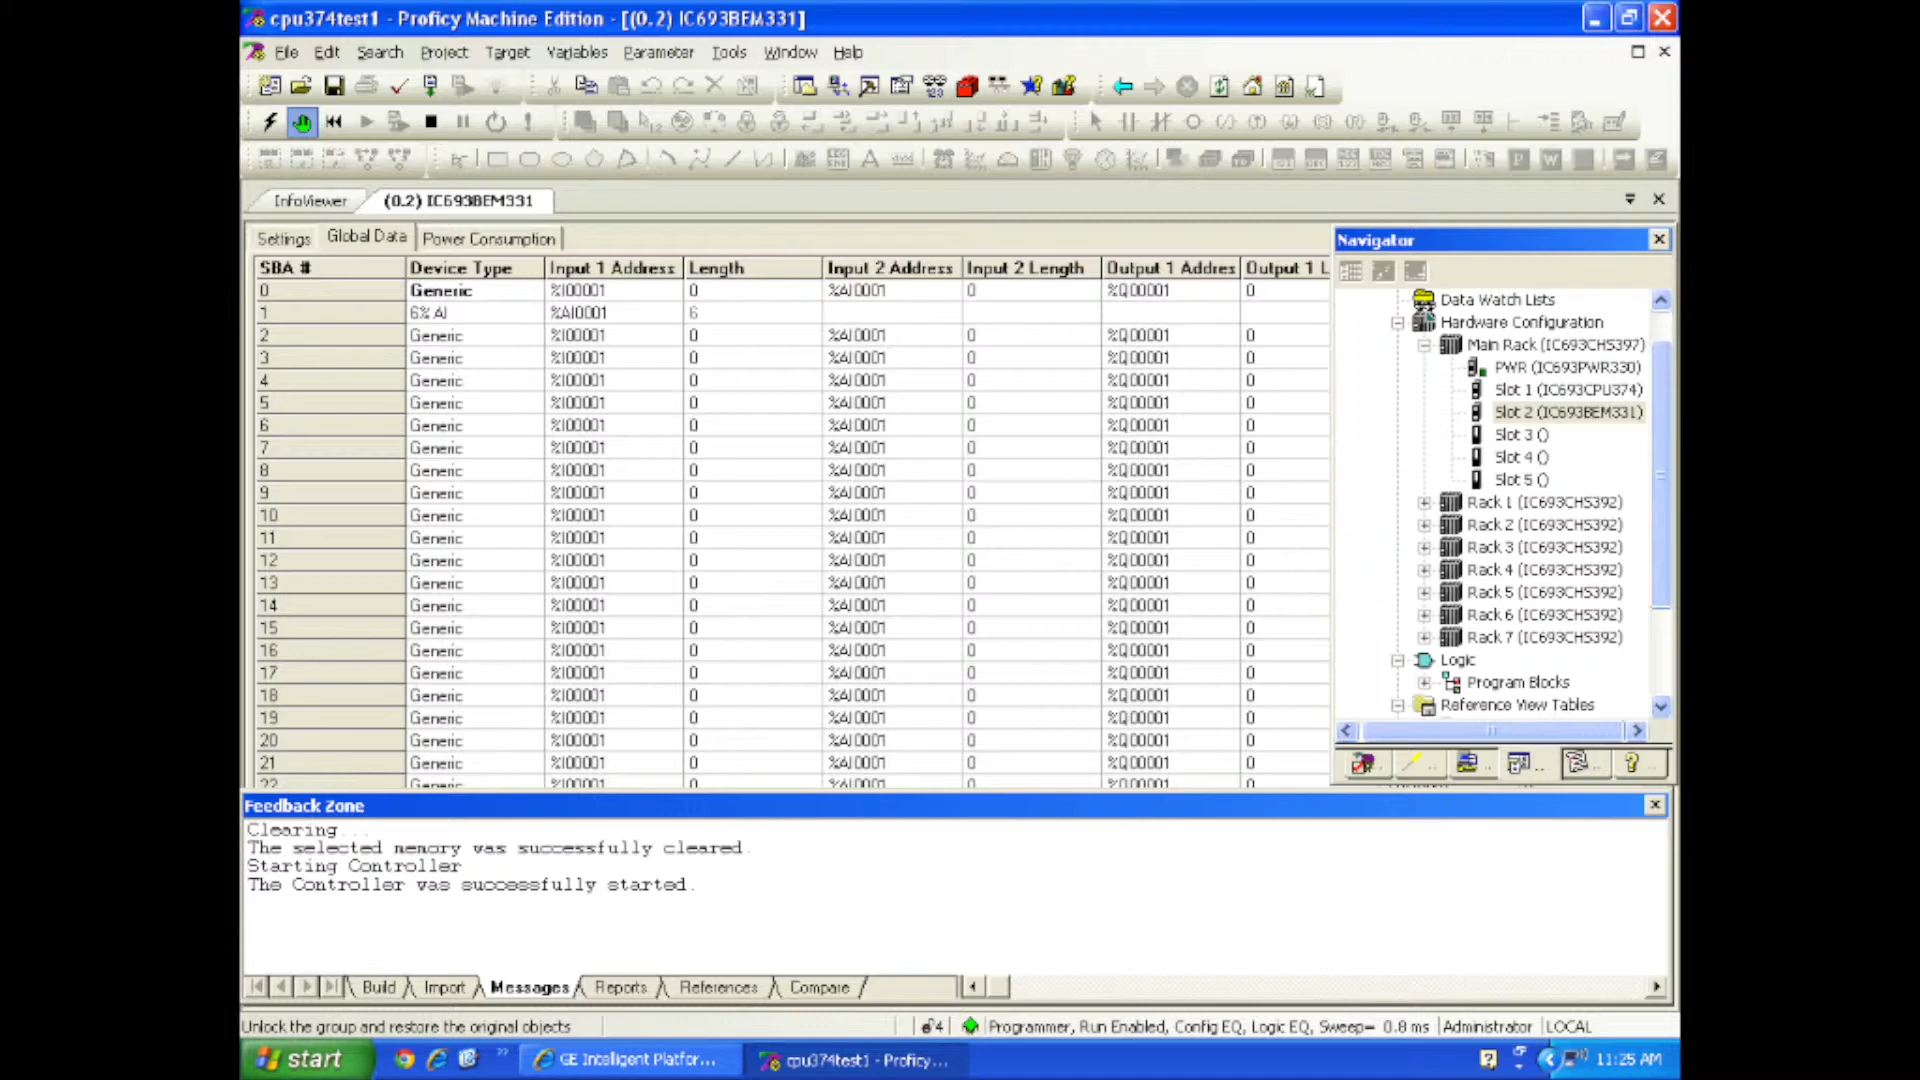 cpu374test1 - Proficy Machine Edition - [(0.2) IC693BEM331]
File Edit Search Project Target Variables Parameter Tools Window Help
InfoViewer (0.2) IC693BEM331
Settings Global Data Power Consumption
SBA # Device Type Input 1 Address Length Input 2 Address Input 2 Length Output 1 Addres Output 1 L
0 Generic %I00001 0 %AI0001 0 %Q00001 0
1 6% AI %AI0001 6
2 Generic %I00001 0 %AI0001 0 %Q00001 0
3 Generic %I00001 0 %AI0001 0 %Q00001 0
4 Generic %I00001 0 %AI0001 0 %Q00001 0
5 Generic %I00001 0 %AI0001 0 %Q00001 0
6 Generic %I00001 0 %AI0001 0 %Q00001 0
7 Generic %I00001 0 %AI0001 0 %Q00001 0
8 Generic %I00001 0 %AI0001 0 %Q00001 0
9 Generic %I00001 0 %AI0001 0 %Q00001 0
10 Generic %I00001 0 %AI0001 0 %Q00001 0
11 Generic %I00001 0 %AI0001 0 %Q00001 0
12 Generic %I00001 0 %AI0001 0 %Q00001 0
13 Generic %I00001 0 %AI0001 0 %Q00001 0
14 Generic %I00001 0 %AI0001 0 %Q00001 0
15 Generic %I00001 0 %AI0001 0 %Q00001 0
16 Generic %I00001 0 %AI0001 0 %Q00001 0
17 Generic %I00001 0 %AI0001 0 %Q00001 0
18 Generic %I00001 0 %AI0001 0 %Q00001 0
19 Generic %I00001 0 %AI0001 0 %Q00001 0
20 Generic %I00001 0 %AI0001 0 %Q00001 0
21 Generic %I00001 0 %AI0001 0 %Q00001 0
22 Generic %I00001 0 %AI0001 0 %Q00001 0
Navigator
Data Watch Lists
Hardware Configuration
Main Rack (IC693CHS397)
PWR (IC693PWR330)
Slot 1 (IC693CPU374)
Slot 2 (IC693BEM331)
Slot 3 ()
Slot 4 ()
Slot 5 ()
Rack 1 (IC693CHS392)
Rack 2 (IC693CHS392)
Rack 3 (IC693CHS392)
Rack 4 (IC693CHS392)
Rack 5 (IC693CHS392)
Rack 6 (IC693CHS392)
Rack 7 (IC693CHS392)
Logic
Program Blocks
Reference View Tables
Feedback Zone
Clearing...
The selected memory was successfully cleared.
Starting Controller
The Controller was successfully started.
Build Import Messages Reports References Compare
Unlock the group and restore the original objects
Programmer, Run Enabled, Config EQ, Logic EQ, Sweep= 0.8 ms Administrator LOCAL
start GE Intelligent Platfor... cpu374test1 - Proficy... 11:25 AM